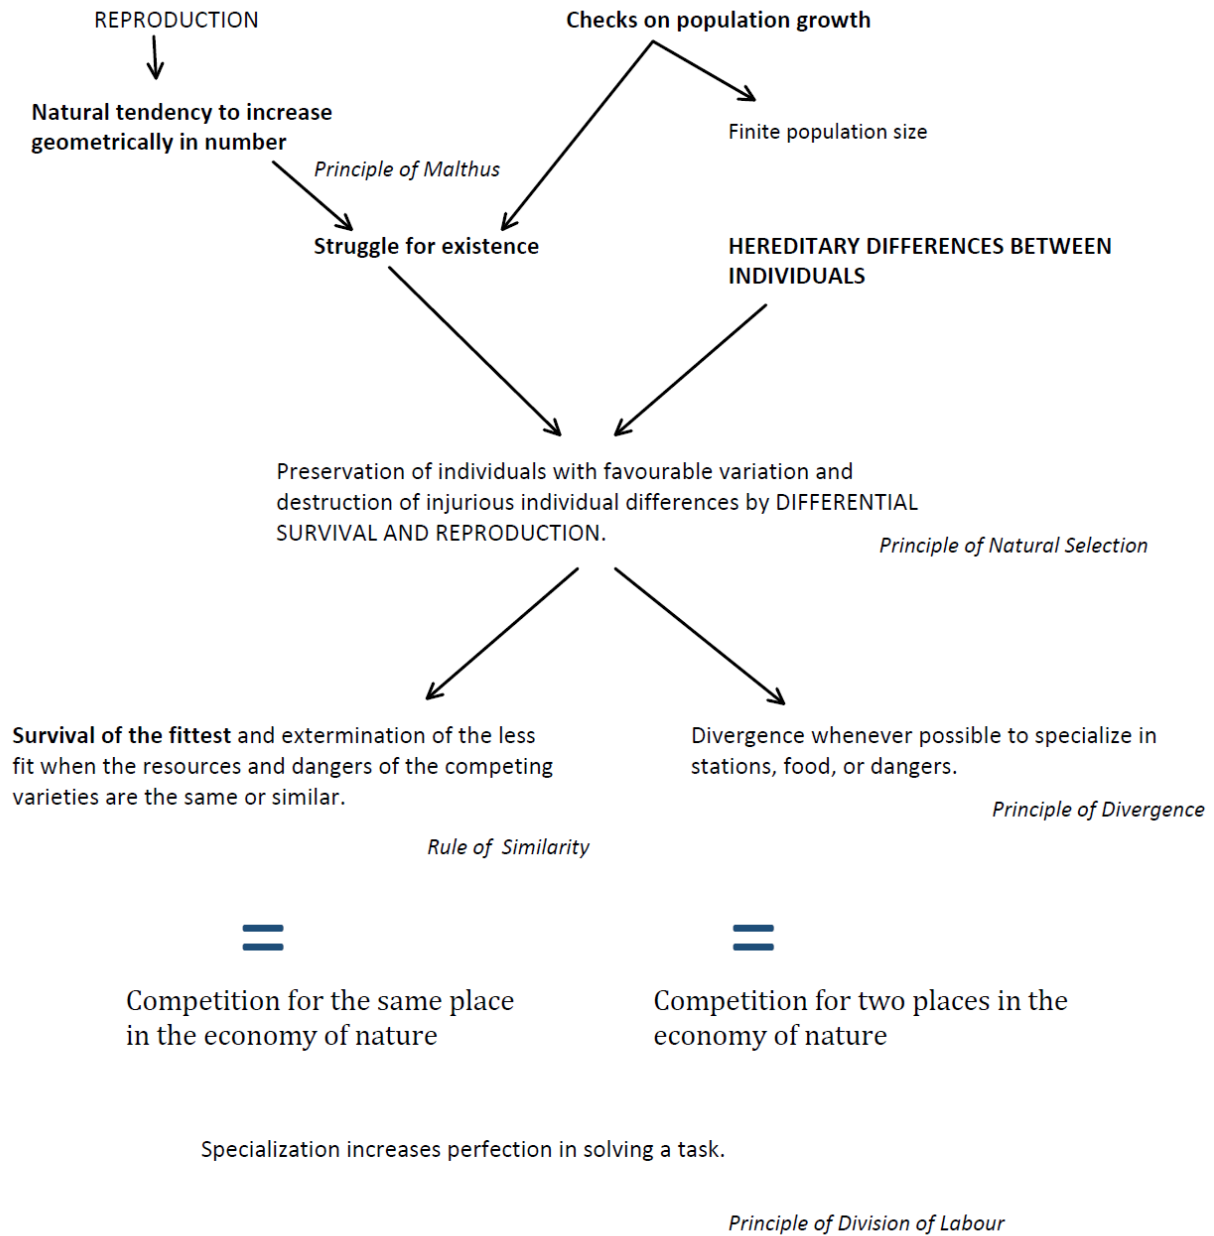 REPRODUCTION
Checks on population growth
Natural tendency to increase
geometrically in number
Finite population size
Principle of Malthus
Struggle for existence
HEREDITARY DIFFERENCES BETWEEN
INDIVIDUALS
Preservation of individuals with favourable variation and
destruction of injurious individual differences by DIFFERENTIAL
SURVIVAL AND REPRODUCTION.
Principle of Natural Selection
Survival of the fittest and extermination of the less
fit when the resources and dangers of the competing
varieties are the same or similar.
Rule of Similarity
Divergence whenever possible to specialize in
stations, food, or dangers.
Principle of Divergence
=
=
Competition for the same place
in the economy of nature
Competition for two places in the
economy of nature
Specialization increases perfection in solving a task.
Principle of Division of Labour